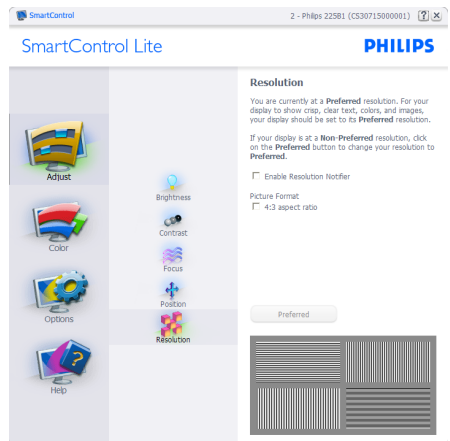 SmartControl
2 - Philips 225B1 (CS30715000001)
?
X
SmartControl Lite
PHILIPS
Adjust
Color
Options
Help
Brightness
Contrast
Focus
Position
Resolution
Resolution
You are currently at a Preferred resolution. For your
display to show crisp, clear text, colors, and images,
your display should be set to its Preferred resolution.
If your display is at a Non-Preferred resolution, click
on the Preferred button to change your resolution to
Preferred.
Enable Resolution Notifier
Picture Format
4:3 aspect ratio
Preferred